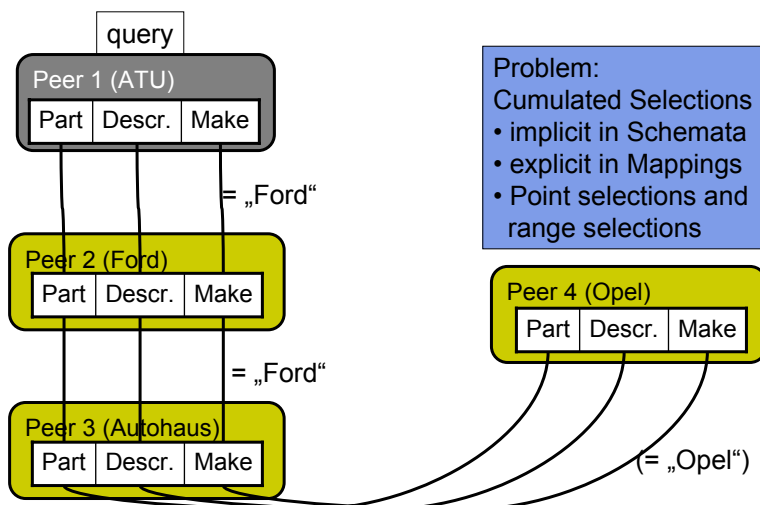 query
Peer 1 (ATU)
Part Descr. Make
= „Ford“
Peer 2 (Ford)
Part Descr. Make
= „Ford“
Peer 3 (Autohaus)
Part Descr. Make
Problem:
Cumulated Selections
• implicit in Schemata
• explicit in Mappings
• Point selections and
range selections
Peer 4 (Opel)
Part Descr. Make
(= „Opel“)